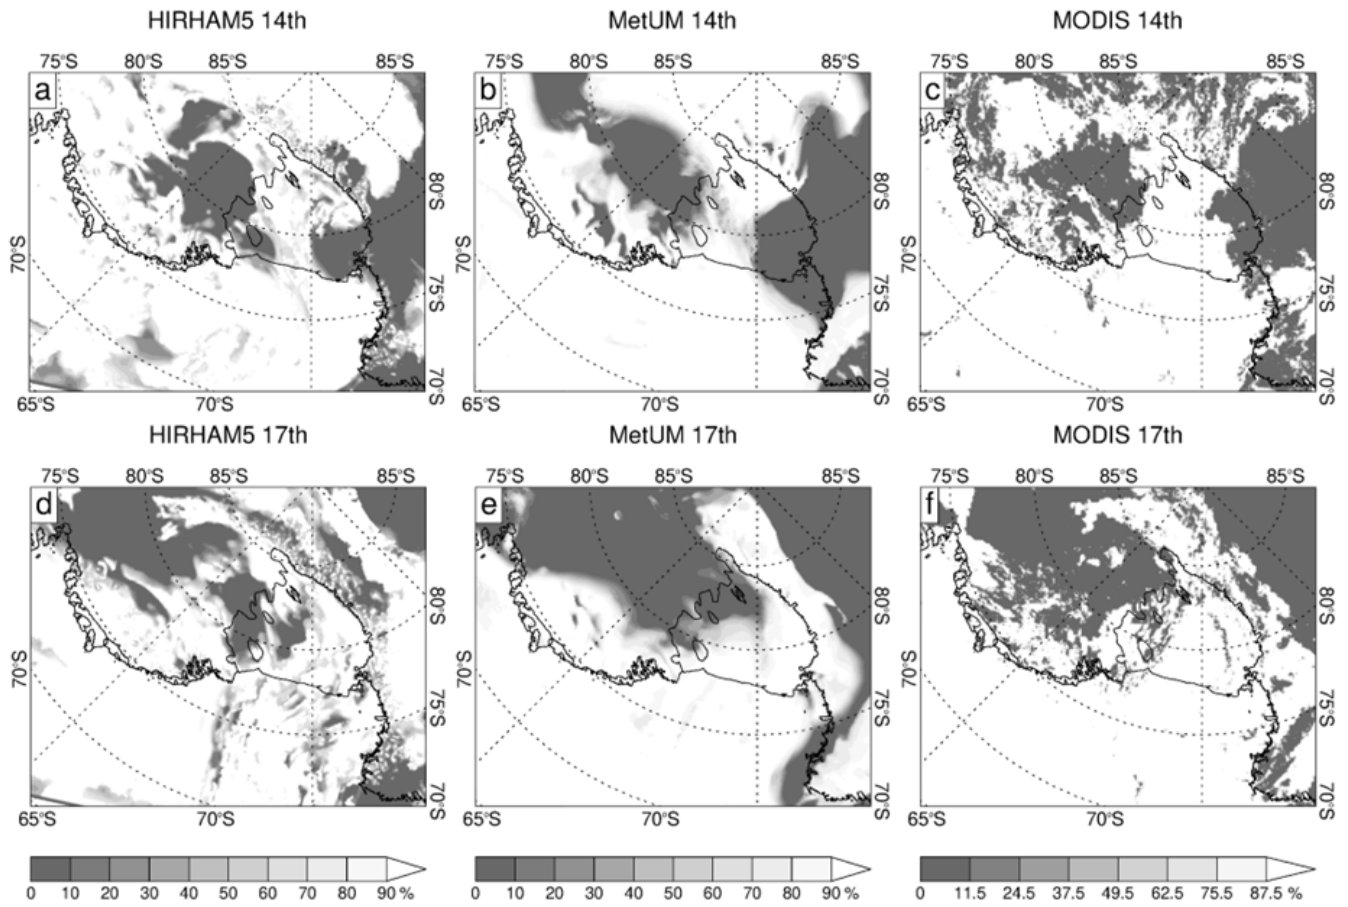 HIRHAM5 14th MetUM 14th MODIS 14th
75°S 80°S 85°S 85°S 75°S 80°S 85°S 85°S 75°S 80°S 85°S 85°S
a b c
80°S 80°S 80°S
70°S 70°S 70°S
75°S 75°S 75°S
70°S 70°S 70°S
65°S 70°S 65°S 70°S 65°S 70°S
HIRHAM5 17th MetUM 17th MODIS 17th
75°S 80°S 85°S 85°S 75°S 80°S 85°S 85°S 75°S 80°S 85°S 85°S
d e f
80°S 80°S 80°S
70°S 70°S 70°S
75°S 75°S 75°S
70°S 70°S 70°S
65°S 70°S 65°S 70°S 65°S 70°S
0 10 20 30 40 50 60 70 80 90 % 0 10 20 30 40 50 60 70 80 90 % 0 11.5 24.5 37.5 49.5 62.5 75.5 87.5 %